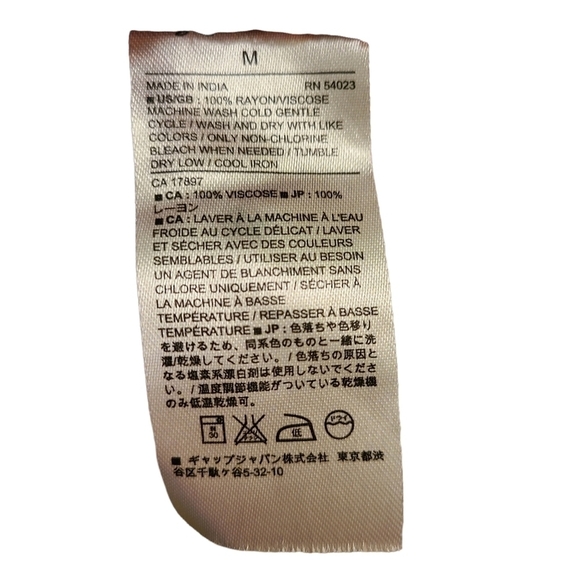 M
MADE IN INDIA RN 54023
■ US/GB : 100% RAYON/VISCOSE
MACHINE WASH COLD GENTLE
CYCLE / WASH AND DRY WITH LIKE
COLORS / ONLY NON-CHLORINE
BLEACH WHEN NEEDED / TUMBLE
DRY LOW / COOL IRON
CA 17897
■ CA : 100% VISCOSE ■ JP : 100%
レーヨン
■ CA : LAVER À LA MACHINE À L'EAU
FROIDE AU CYCLE DÉLICAT / LAVER
ET SÉCHER AVEC DES COULEURS
SEMBLABLES / UTILISER AU BESOIN
UN AGENT DE BLANCHIMENT SANS
CHLORE UNIQUEMENT / SÉCHER À
LA MACHINE À BASSE
TEMPÉRATURE / REPASSER À BASSE
TEMPÉRATURE ■ JP : 色落ちや色移り
を避けるため、同系色のものと一緒に洗
濯/乾燥してください。/ 色落ちの原因と
なる塩素系漂白剤は使用しないでくださ
い。/ 温度調節機能がついている乾燥機
のみ低温乾燥可。
弱 30 低 ドライ
■ ギャップジャパン株式会社 東京都渋
谷区千駄ヶ谷5-32-10